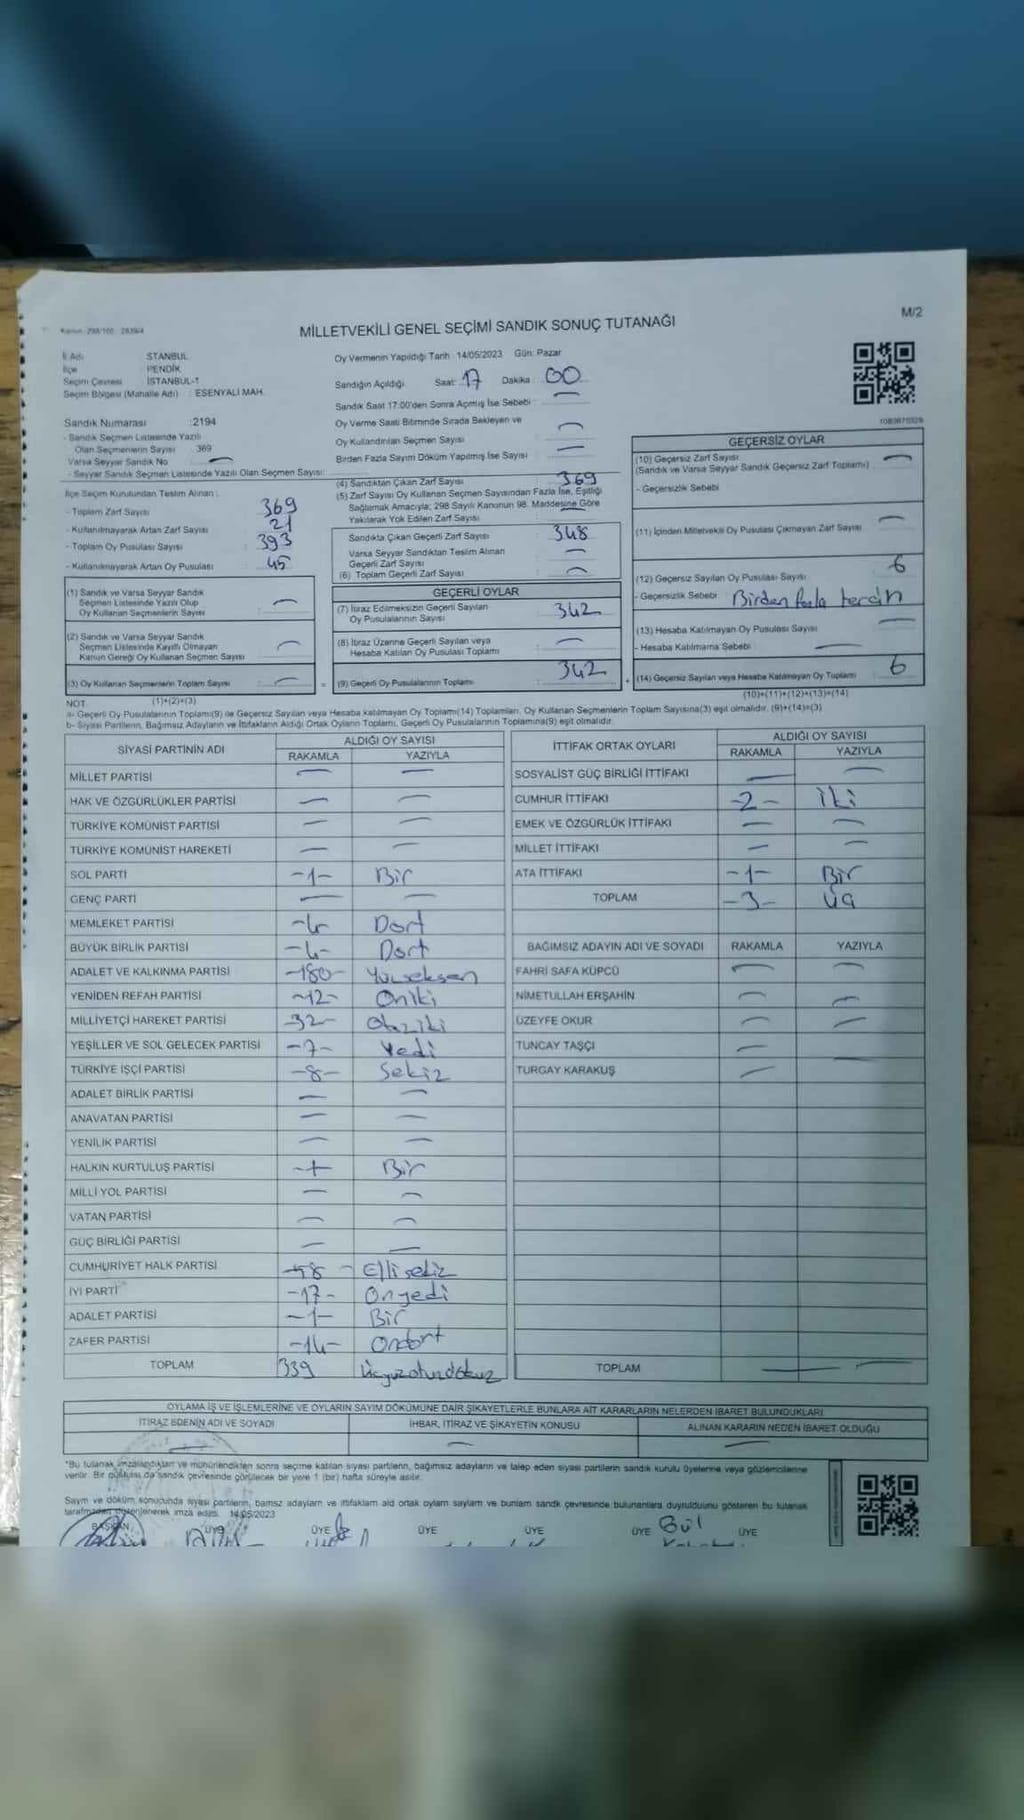 M/2
Kanun: 298/105 2839/4
MİLLETVEKİLİ GENEL SEÇİMİ SANDIK SONUÇ TUTANAĞI
İl Adı İSTANBUL
İlçe PENDİK
Seçim Çevresi İSTANBUL-1
Seçim Bölgesi (Mahalle Adı) : ESENYALI MAH.
Oy Vermenin Yapıldığı Tarih 14/05/2023 Gün: Pazar
Sandığın Açıldığı Saat: 17 Dakika : 00
Sandık Saat 17:00'den Sonra Açmış İse Sebebi :
Oy Verme Saati Bitiminde Sırada Bekleyen ve
Oy Kullandırılan Seçmen Sayısı
Birden Fazla Sayım Döküm Yapılmış İse Sayısı
Sandık Numarası :2194
- Sandık Seçmen Listesinde Yazılı
Olan Seçmenlerin Sayısı 369
Varsa Seyyar Sandık No
- Seyyar Sandık Seçmen Listesinde Yazılı Olan Seçmen Sayısı:
İlçe Seçim Kurulundan Teslim Alınan :
- Toplam Zarf Sayısı 369
- Kullanılmayarak Artan Zarf Sayısı 21
- Toplam Oy Pusulası Sayısı 393
- Kullanılmayarak Artan Oy Pusulası 45
(1) Sandık ve Varsa Seyyar Sandık
Seçmen Listesinde Yazılı Olup
Oy Kullanan Seçmenlerin Sayısı
(2) Sandık ve Varsa Seyyar Sandık
Seçmen Listesinde Kayıtlı Olmayan
Kanun Gereği Oy Kullanan Seçmen Sayısı
(3) Oy Kullanan Seçmenlerin Toplam Sayısı
(4) Sandıktan Çıkan Zarf Sayısı 369
(5) Zarf Sayısı Oy Kullanan Seçmen Sayısından Fazla İse, Eşitliği
Sağlamak Amacıyla; 298 Sayılı Kanunun 98. Maddesine Göre
Yakılarak Yok Edilen Zarf Sayısı
Sandıkta Çıkan Geçerli Zarf Sayısı 348
Varsa Seyyar Sandıktan Teslim Alınan
Geçerli Zarf Sayısı
(6) Toplam Geçerli Zarf Sayısı
GEÇERLİ OYLAR
(7) İtiraz Edilmeksizin Geçerli Sayılan
Oy Pusulalarının Sayısı 342
(8) İtiraz Üzerine Geçerli Sayılan veya
Hesaba Katılan Oy Pusulası Toplamı
(9) Geçerli Oy Pusulalarının Toplamı 342
GEÇERSİZ OYLAR
(10) Geçersiz Zarf Sayısı
(Sandık ve Varsa Seyyar Sandık Geçersiz Zarf Toplamı)
- Geçersizlik Sebebi
(11) İçinden Milletvekili Oy Pusulası Çıkmayan Zarf Sayısı
(12) Geçersiz Sayılan Oy Pusulası Sayısı 6
- Geçersizlik Sebebi : Birden fazla tercih
(13) Hesaba Katılmayan Oy Pusulası Sayısı
- Hesaba Katılmama Sebebi
(14) Geçersiz Sayılan veya Hesaba Katılmayan Oy Toplamı 6
NOT (1)+(2)=(3) (10)+(11)+(12)+(13)=(14)
a- Geçerli Oy Pusulalarının Toplamı(9) ile Geçersiz Sayılan veya Hesaba Katılmayan Oy Toplamı(14) Toplamları, Oy Kullanan Seçmenlerin Toplam Sayısına(3) eşit olmalıdır. (9)+(14)=(3)
b- Siyasi Partilerin, Bağımsız Adayların ve İttifakların Aldığı Ortak Oyların Toplamı, Geçerli Oy Pusulalarının Toplamına(9) eşit olmalıdır.
SİYASİ PARTİNİN ADI ALDIĞI OY SAYISI
RAKAMLA YAZIYLA
MİLLET PARTİSİ
HAK VE ÖZGÜRLÜKLER PARTİSİ
TÜRKİYE KOMÜNİST PARTİSİ
TÜRKİYE KOMÜNİST HAREKETİ
SOL PARTİ -1- Bir
GENÇ PARTİ
MEMLEKET PARTİSİ -4- Dört
BÜYÜK BİRLİK PARTİSİ -4- Dört
ADALET VE KALKINMA PARTİSİ -180- Yüzseksen
YENİDEN REFAH PARTİSİ -12- Oniki
MİLLİYETÇİ HAREKET PARTİSİ -32- Otuziki
YEŞİLLER VE SOL GELECEK PARTİSİ -7- Yedi
TÜRKİYE İŞÇİ PARTİSİ -8- Sekiz
ADALET BİRLİK PARTİSİ
ANAVATAN PARTİSİ
YENİLİK PARTİSİ
HALKIN KURTULUŞ PARTİSİ -1- Bir
MİLLİ YOL PARTİSİ
VATAN PARTİSİ
GÜÇ BİRLİĞİ PARTİSİ
CUMHURİYET HALK PARTİSİ -58- Ellisekiz
İYİ PARTİ -17- Onyedi
ADALET PARTİSİ -1- Bir
ZAFER PARTİSİ -14- Ondört
TOPLAM 339 Üçyüzotuzdokuz
İTTİFAK ORTAK OYLARI ALDIĞI OY SAYISI
RAKAMLA YAZIYLA
SOSYALİST GÜÇ BİRLİĞİ İTTİFAKI
CUMHUR İTTİFAKI -2- İki
EMEK VE ÖZGÜRLÜK İTTİFAKI
MİLLET İTTİFAKI
ATA İTTİFAKI -1- Bir
TOPLAM -3- Üç
BAĞIMSIZ ADAYIN ADI VE SOYADI RAKAMLA YAZIYLA
FAHRİ SAFA KÜPCÜ
NİMETULLAH ERŞAHİN
ÜZEYFE OKUR
TUNCAY TAŞÇI
TURGAY KARAKUŞ
TOPLAM
OYLAMA İŞ VE İŞLEMLERİNE VE OYLARIN SAYIM DÖKÜMÜNE DAİR ŞİKAYETLERLE BUNLARA AİT KARARLARIN NELERDEN İBARET BULUNDUKLARI
İTİRAZ EDENİN ADI VE SOYADI İHBAR, İTİRAZ VE ŞİKAYETİN KONUSU ALINAN KARARIN NEDEN İBARET OLDUĞU
"Bu tutanak imzalandıktan ve mühürlendikten sonra seçime katılan siyasi partilerin, bağımsız adayların ve talep eden siyasi partilerin sandık kurulu üyelerine veya gözlemcilerine
verilir. Bir nüshası da sandık çevresinde görülecek bir yere 1 (bir) hafta süreyle asılır.
Sayım ve döküm sonucunda siyasi partilerin, bağımsız adayların ve ittifakların aldığı ortak oyların sayılarını ve bunların sandık çevresinde bulunanlara duyurulduğunu gösteren bu tutanak
tarafımızdan düzenlenerek imza edildi. 14/05/2023
BAŞKAN ÜYE ÜYE ÜYE ÜYE ÜYE ÜYE